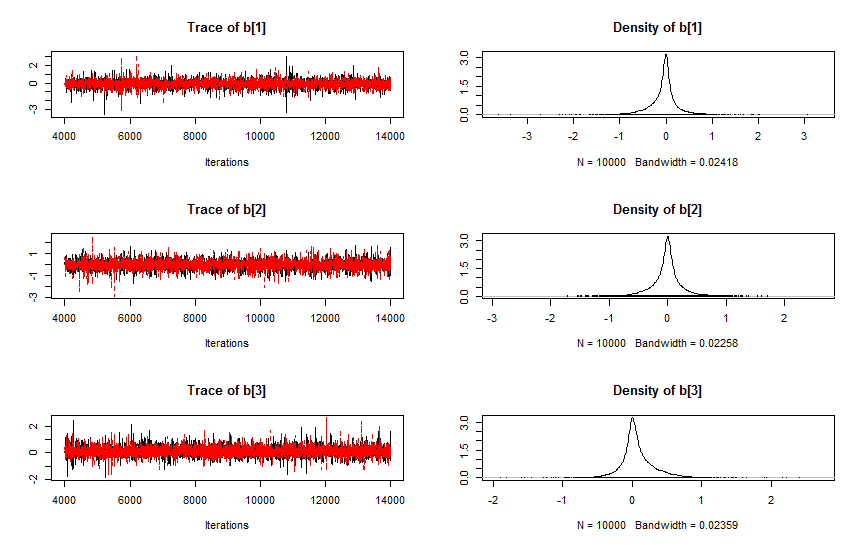 Trace of b[1]
2
0
-3
4000 6000 8000 10000 12000 14000
Iterations
Density of b[1]
3.0
1.5
0.0
-3 -2 -1 0 1 2 3
N = 10000 Bandwidth = 0.02418
Trace of b[2]
1
-1
-3
4000 6000 8000 10000 12000 14000
Iterations
Density of b[2]
3.0
1.5
0.0
-3 -2 -1 0 1 2
N = 10000 Bandwidth = 0.02258
Trace of b[3]
2
0
-2
4000 6000 8000 10000 12000 14000
Iterations
Density of b[3]
3.0
1.5
0.0
-2 -1 0 1 2
N = 10000 Bandwidth = 0.02359